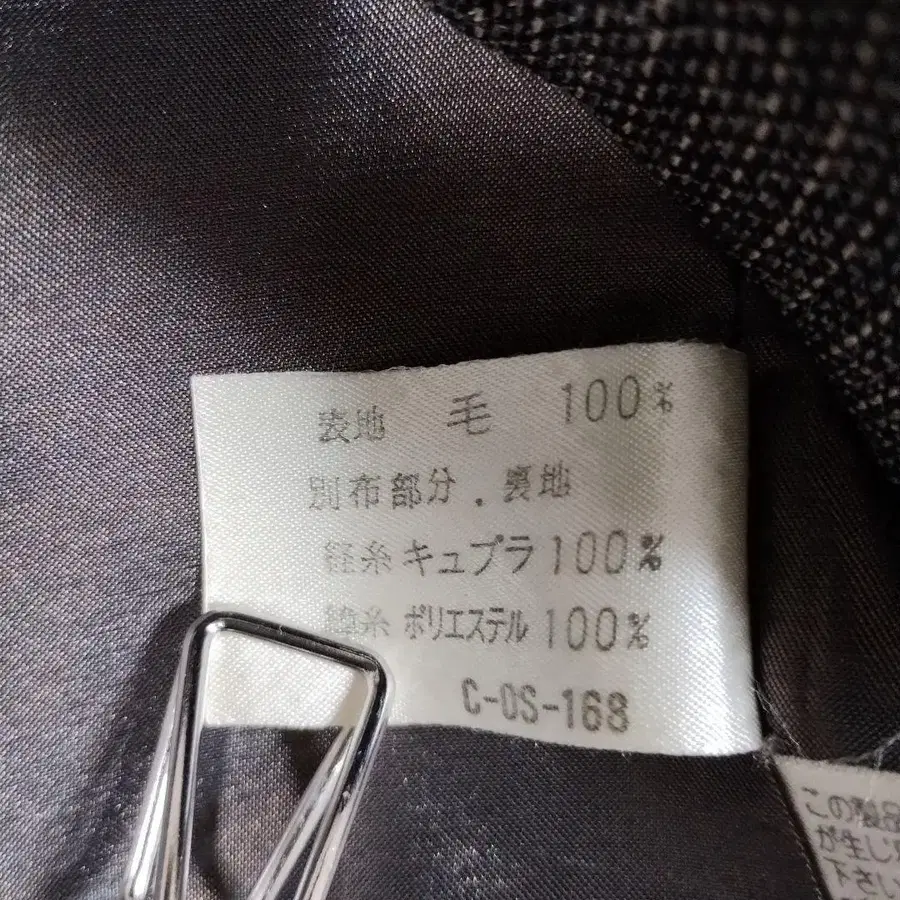 表地 毛 100%
別布部分．裏地
経糸 キュプラ 100%
緯糸 ポリエステル 100%
C-OS-168
この製品
が生じ
下さい